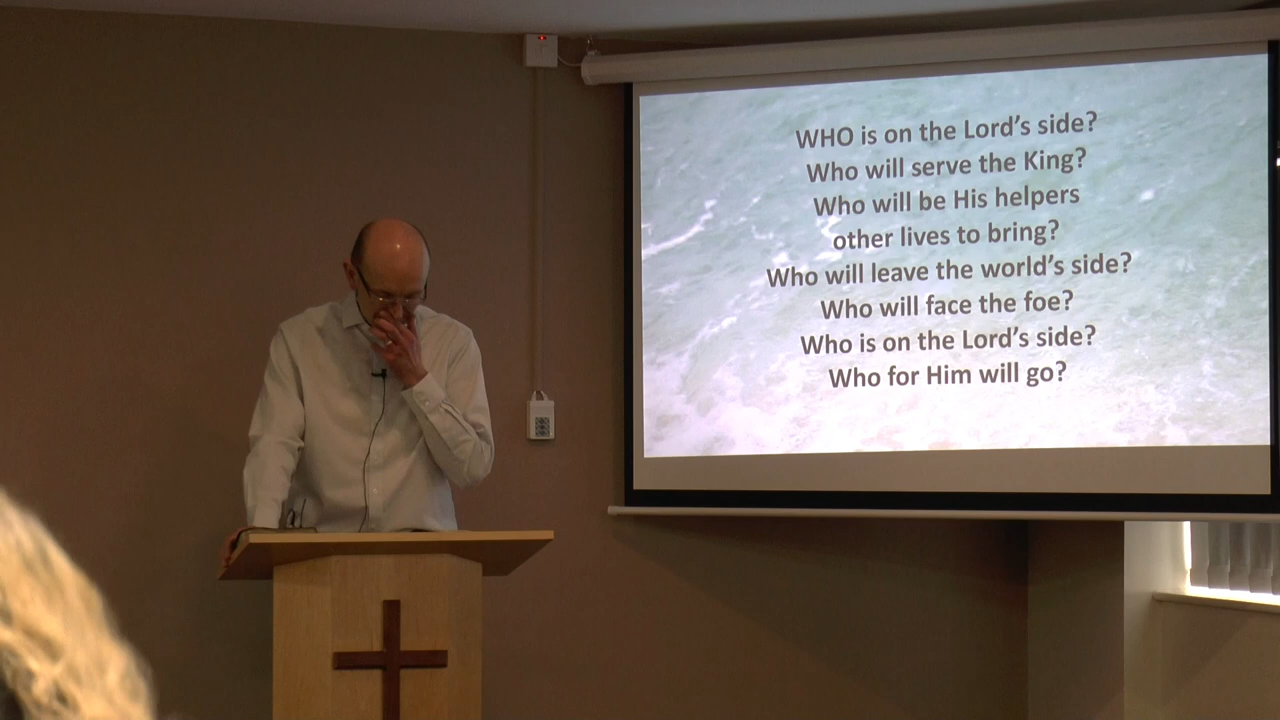 WHO is on the Lord's side?
Who will serve the King?
Who will be His helpers
other lives to bring?
Who will leave the world's side?
Who will face the foe?
Who is on the Lord's side?
Who for Him will go?